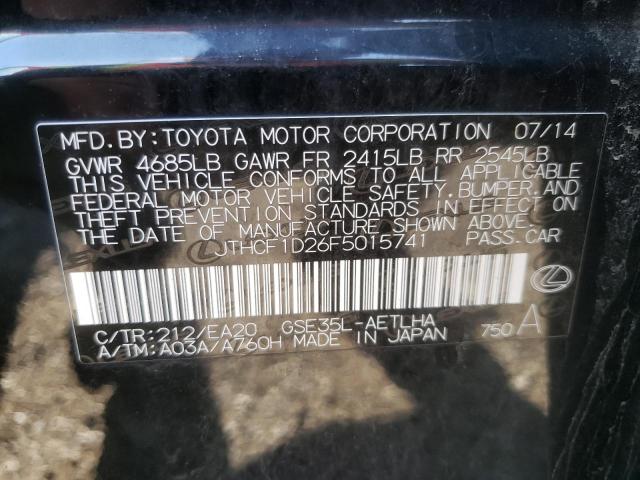 MFD.BY:TOYOTA MOTOR CORPORATION 07/14
GVWR 4685LB GAWR FR 2415LB RR 2545LB
THIS VEHICLE CONFORMS TO ALL APPLICABLE
FEDERAL MOTOR VEHICLE SAFETY,BUMPER,AND
THEFT PREVENTION STANDARDS IN EFFECT ON
THE DATE OF MANUFACTURE SHOWN ABOVE.
JTHCF1D26F5015741 PASS.CAR
C/TR:212/EA20 GSE35L-AETLHA
A/TM:A03A/A760H MADE IN JAPAN 750A